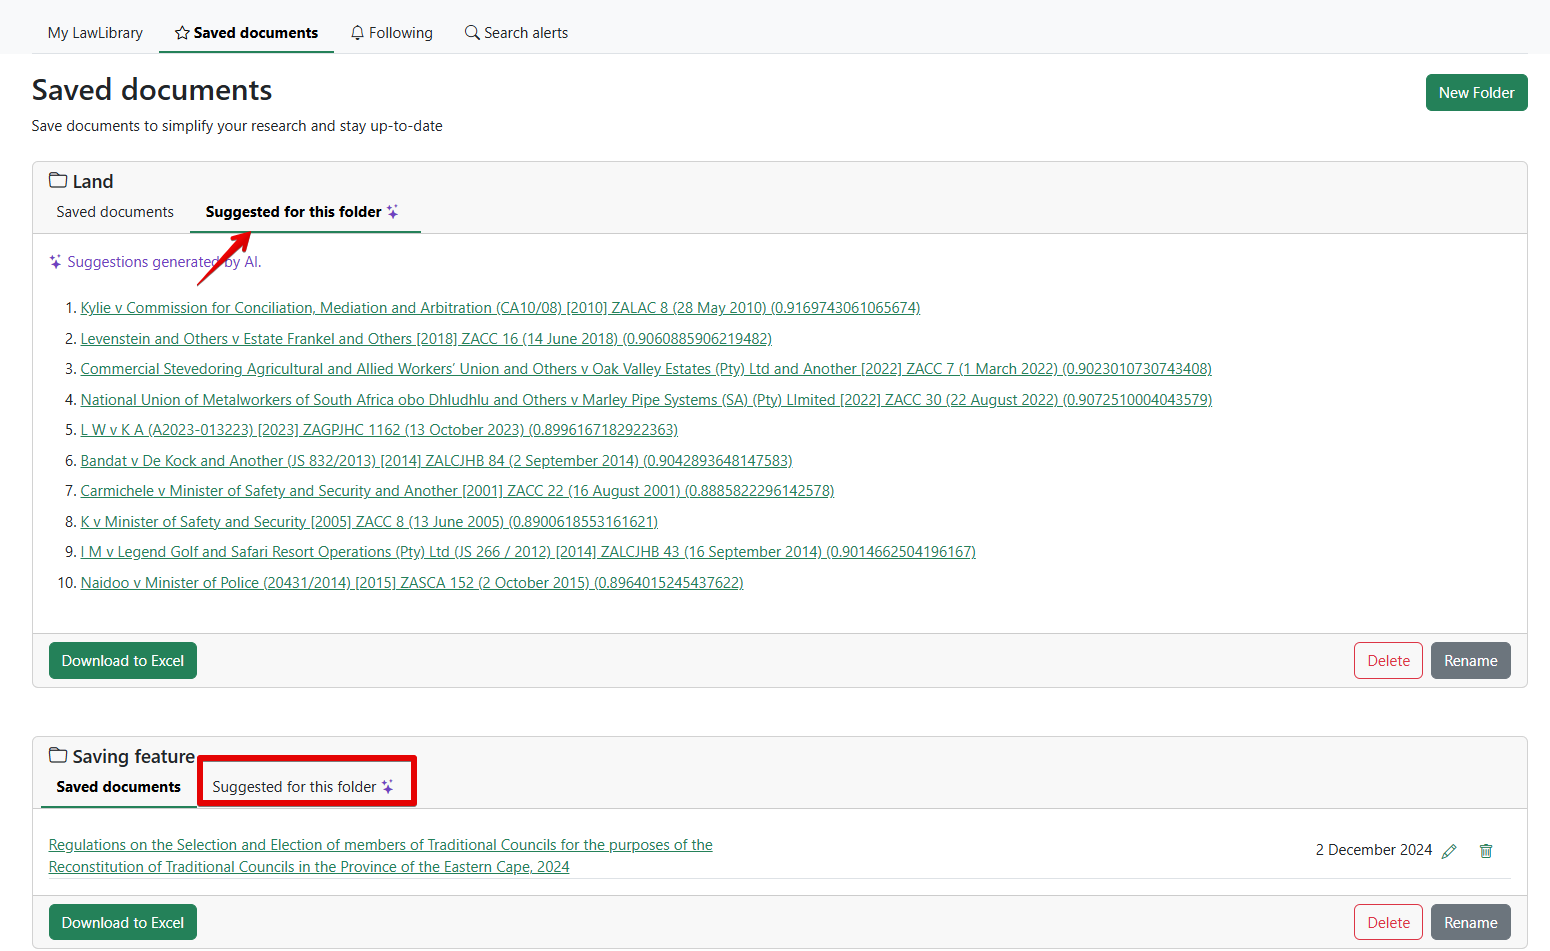 My LawLibrary
Saved documents
Following
Search alerts
Saved documents
New Folder
Save documents to simplify your research and stay up-to-date
Land
Saved documents
Suggested for this folder
Suggestions generated by AI.
1. Kylie v Commission for Conciliation, Mediation and Arbitration (CA10/08) [2010] ZALAC 8 (28 May 2010) (0.9169743061065674)
2. Levenstein and Others v Estate Frankel and Others [2018] ZACC 16 (14 June 2018) (0.9060885906219482)
3. Commercial Stevedoring Agricultural and Allied Workers’ Union and Others v Oak Valley Estates (Pty) Ltd and Another [2022] ZACC 7 (1 March 2022) (0.9023010730743408)
4. National Union of Metalworkers of South Africa obo Dhludhlu and Others v Marley Pipe Systems (SA) (Pty) LImited [2022] ZACC 30 (22 August 2022) (0.9072510004043579)
5. L W v K A (A2023-013223) [2023] ZAGPJHC 1162 (13 October 2023) (0.8996167182922363)
6. Bandat v De Kock and Another (JS 832/2013) [2014] ZALCJHB 84 (2 September 2014) (0.9042893648147583)
7. Carmichele v Minister of Safety and Security and Another [2001] ZACC 22 (16 August 2001) (0.8885822296142578)
8. K v Minister of Safety and Security [2005] ZACC 8 (13 June 2005) (0.8900618553161621)
9. I M v Legend Golf and Safari Resort Operations (Pty) Ltd (JS 266 / 2012) [2014] ZALCJHB 43 (16 September 2014) (0.9014662504196167)
10. Naidoo v Minister of Police (20431/2014) [2015] ZASCA 152 (2 October 2015) (0.8964015245437622)
Download to Excel
Delete
Rename
Saving feature
Saved documents
Suggested for this folder
Regulations on the Selection and Election of members of Traditional Councils for the purposes of the
Reconstitution of Traditional Councils in the Province of the Eastern Cape, 2024
2 December 2024
Download to Excel
Delete
Rename